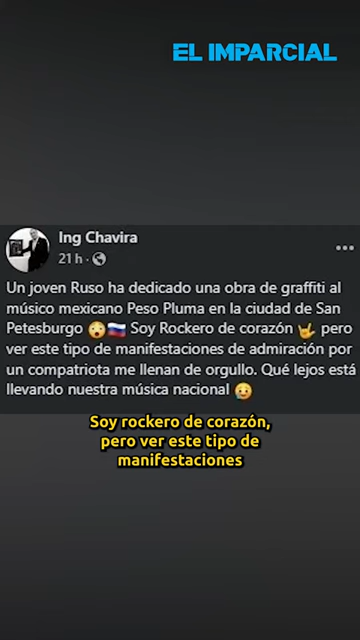 EL IMPARCIAL
Ing Chavira
21 h ·
Un joven Ruso ha dedicado una obra de graffiti al
músico mexicano Peso Pluma en la ciudad de San
Petesburgo 😯🇷🇺 Soy Rockero de corazón 🤟 pero
ver este tipo de manifestaciones de admiración por
un compatriota me llenan de orgullo. Qué lejos está
llevando nuestra música nacional 😢
Soy rockero de corazón,
pero ver este tipo de
manifestaciones